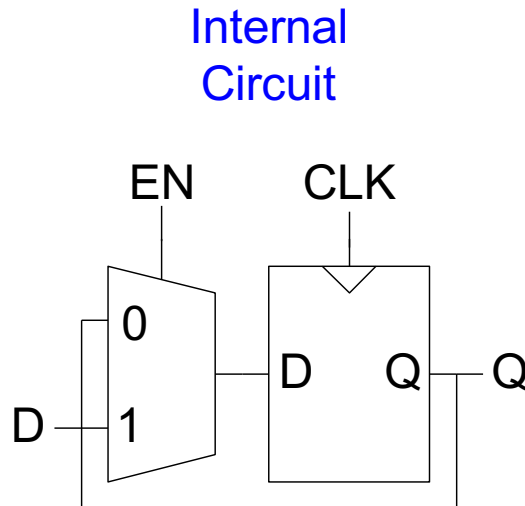 Internal
Circuit
EN CLK
0
D Q Q
D 1